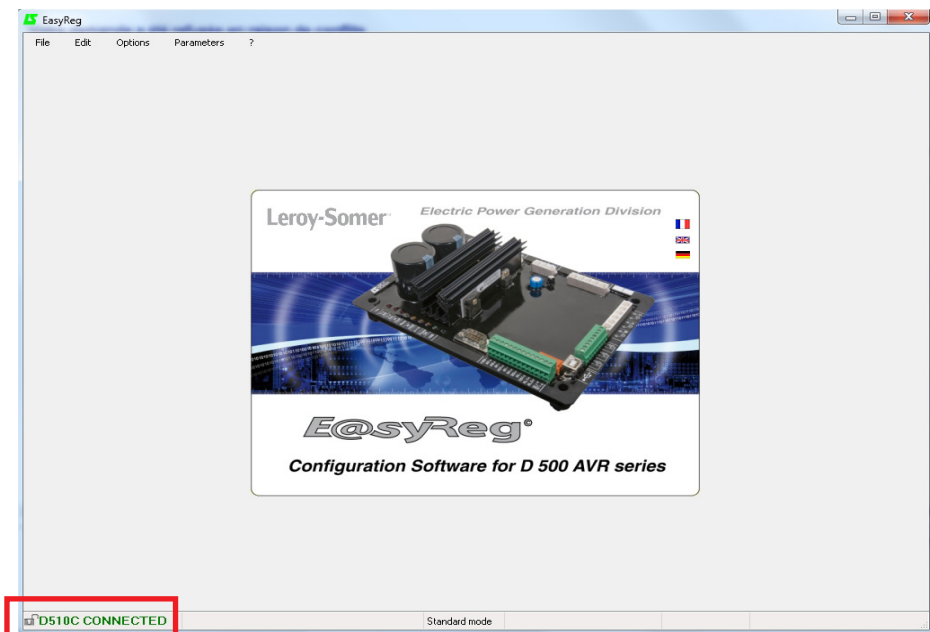 EasyReg
File Edit Options Parameters ?
Leroy-Somer Electric Power Generation Division
E@syReg©
Configuration Software for D 500 AVR series
D510C CONNECTED Standard mode